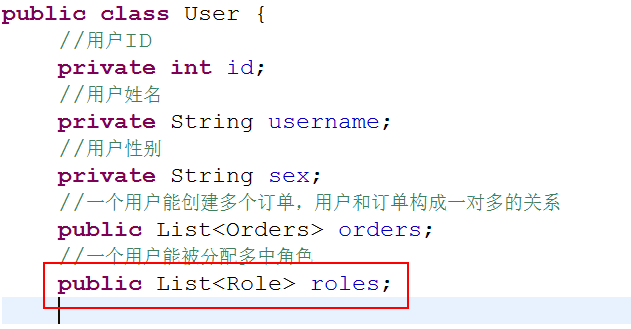 public class User {
//用户ID
private int id;
//用户姓名
private String username;
//用户性别
private String sex;
//一个用户能创建多个订单，用户和订单构成一对多的关系
public List<Orders> orders;
//一个用户能被分配多中角色
public List<Role> roles;